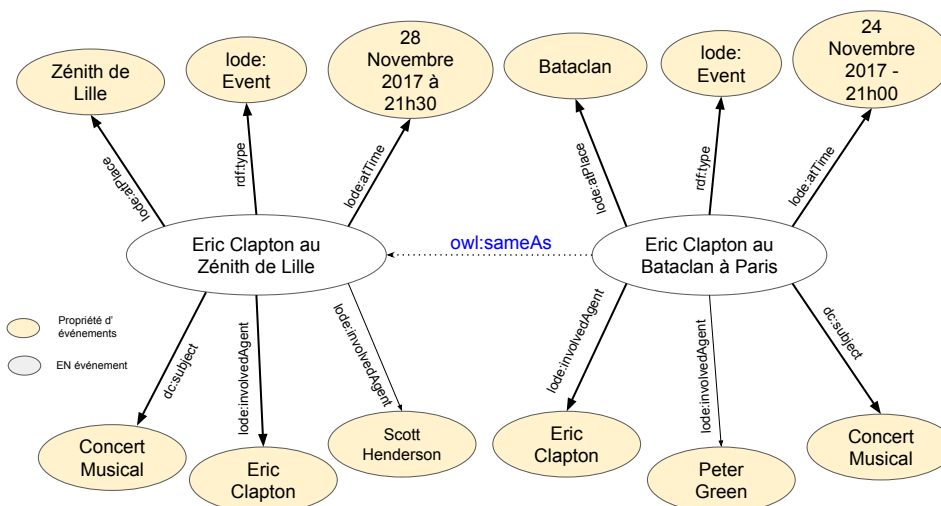 Zénith de
Lille
lode:
Event
28
Novembre
2017 à
21h30
Bataclan
lode:
Event
24
Novembre
2017 -
21h00
lode:atPlace
rdf:type
lode:atTime
lode:atPlace
rdf:type
lode:atTime
Eric Clapton au
Zénith de Lille
owl:sameAs
Eric Clapton au
Bataclan à Paris
Propriété d'
événements
EN événement
dc:subject
lode:involvedAgent
lode:involvedAgent
lode:involvedAgent
lode:involvedAgent
dc:subject
Concert
Musical
Eric
Clapton
Scott
Henderson
Eric
Clapton
Peter
Green
Concert
Musical